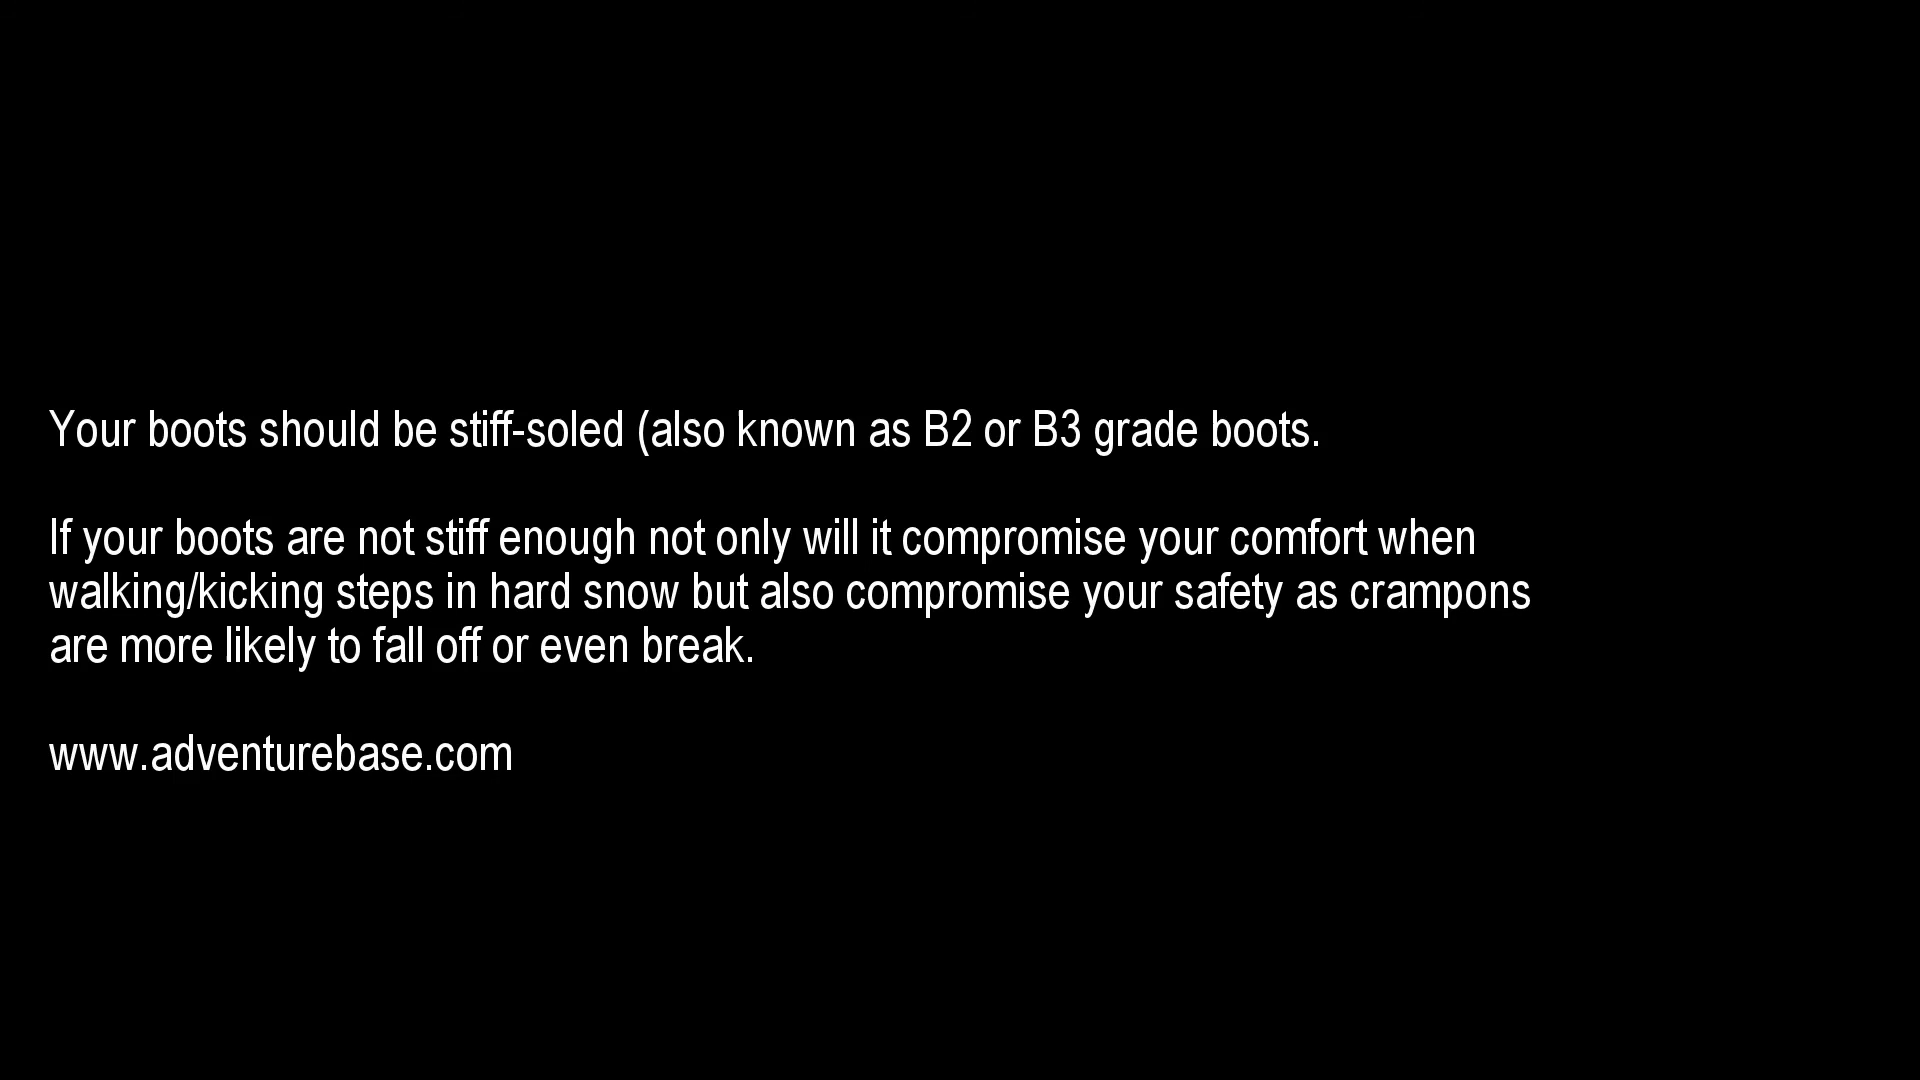 Your boots should be stiff-soled (also known as B2 or B3 grade boots.
If your boots are not stiff enough not only will it compromise your comfort when
walking/kicking steps in hard snow but also compromise your safety as crampons
are more likely to fall off or even break.
www.adventurebase.com